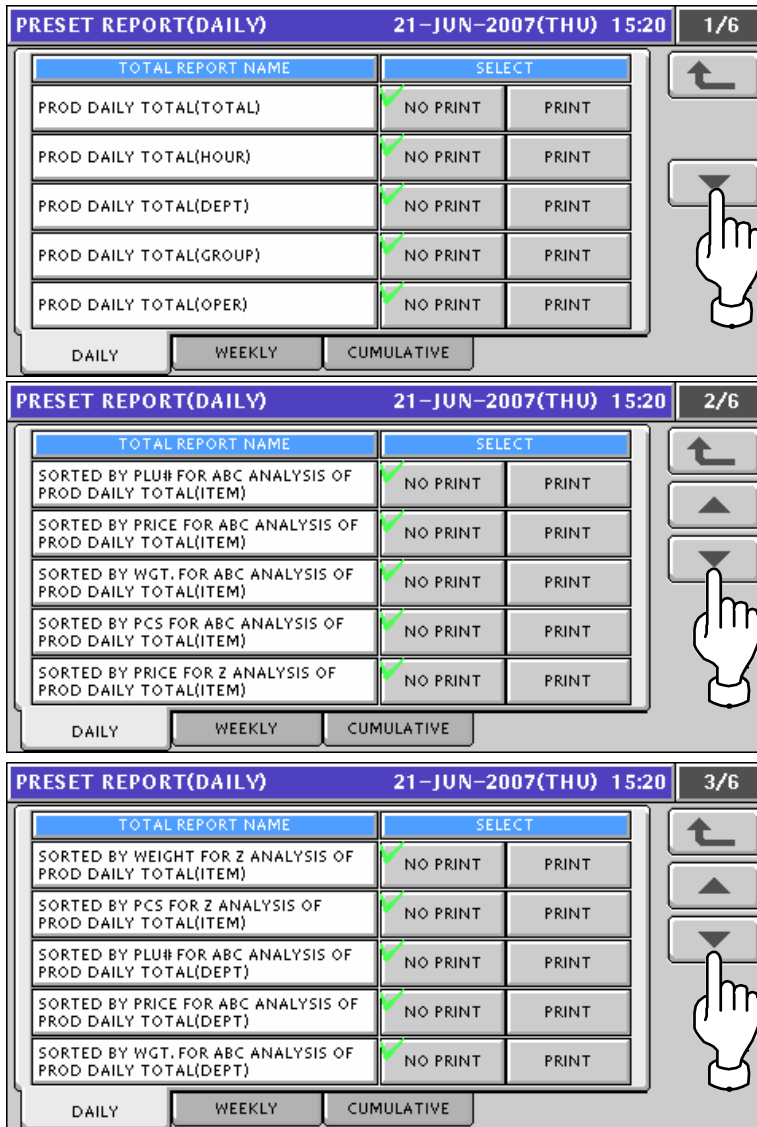 PRESET REPORT(DAILY) 21-JUN-2007(THU) 15:20 1/6
TOTAL REPORT NAME SELECT
PROD DAILY TOTAL(TOTAL) NO PRINT PRINT
PROD DAILY TOTAL(HOUR) NO PRINT PRINT
PROD DAILY TOTAL(DEPT) NO PRINT PRINT
PROD DAILY TOTAL(GROUP) NO PRINT PRINT
PROD DAILY TOTAL(OPER) NO PRINT PRINT
DAILY WEEKLY CUMULATIVE
PRESET REPORT(DAILY) 21-JUN-2007(THU) 15:20 2/6
TOTAL REPORT NAME SELECT
SORTED BY PLU# FOR ABC ANALYSIS OF
PROD DAILY TOTAL(ITEM) NO PRINT PRINT
SORTED BY PRICE FOR ABC ANALYSIS OF
PROD DAILY TOTAL(ITEM) NO PRINT PRINT
SORTED BY WGT. FOR ABC ANALYSIS OF
PROD DAILY TOTAL(ITEM) NO PRINT PRINT
SORTED BY PCS FOR ABC ANALYSIS OF
PROD DAILY TOTAL(ITEM) NO PRINT PRINT
SORTED BY PRICE FOR Z ANALYSIS OF
PROD DAILY TOTAL(ITEM) NO PRINT PRINT
DAILY WEEKLY CUMULATIVE
PRESET REPORT(DAILY) 21-JUN-2007(THU) 15:20 3/6
TOTAL REPORT NAME SELECT
SORTED BY WEIGHT FOR Z ANALYSIS OF
PROD DAILY TOTAL(ITEM) NO PRINT PRINT
SORTED BY PCS FOR Z ANALYSIS OF
PROD DAILY TOTAL(ITEM) NO PRINT PRINT
SORTED BY PLU# FOR ABC ANALYSIS OF
PROD DAILY TOTAL(DEPT) NO PRINT PRINT
SORTED BY PRICE FOR ABC ANALYSIS OF
PROD DAILY TOTAL(DEPT) NO PRINT PRINT
SORTED BY WGT. FOR ABC ANALYSIS OF
PROD DAILY TOTAL(DEPT) NO PRINT PRINT
DAILY WEEKLY CUMULATIVE